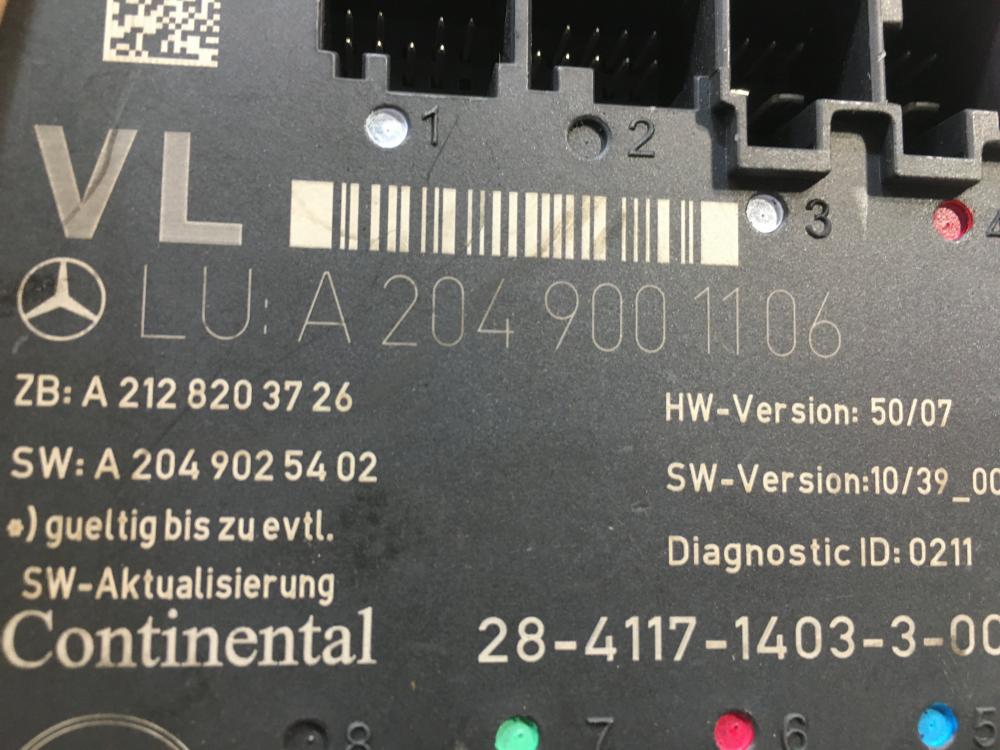 1
2
VL
3
4
LU: A 204 900 11 06
ZB: A 212 820 37 26
HW-Version: 50/07
SW: A 204 902 54 02
SW-Version:10/39_00
*) gueltig bis zu evtl.
Diagnostic ID: 0211
SW-Aktualisierung
Continental
28-4117-1403-3-00
8
7
6
5